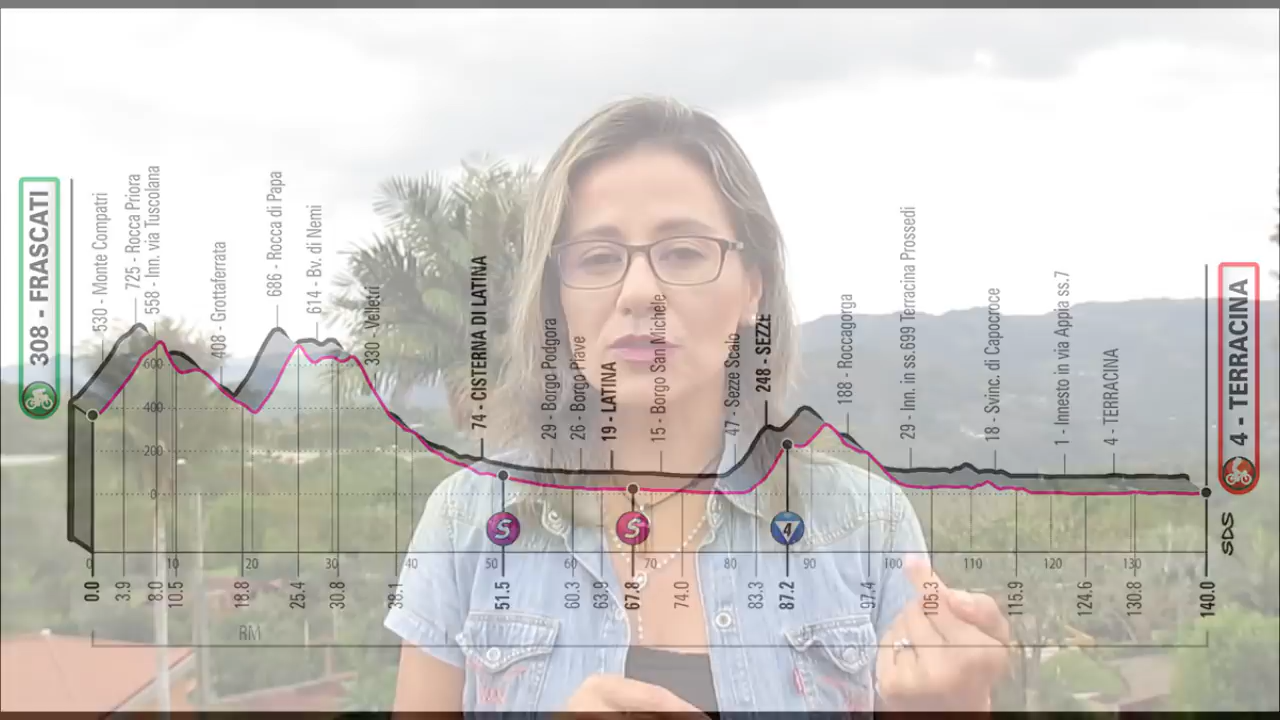 308 - FRASCATI
530 - Monte Compatri
725 - Rocca Priora
558 - Inn. via Tuscolana
408 - Grottaferrata
686 - Rocca di Papa
614 - Bv. di Nemi
330 - Velletri
74 - CISTERNA DI LATINA
29 - Borgo Podgora
26 - Borgo Piave
19 - LATINA
15 - Borgo San Michele
47 - Sezze Scalo
248 - SEZZE
188 - Roccagorga
29 - Inn. in ss.699 Terracina Prossedi
18 - Svinc. di Capocroce
1 - Innesto in via Appia ss.7
4 - TERRACINA
4 - TERRACINA
600
400
200
0
S
S
4
SDS
0 10 20 30 40 50 60 70 80 90 100 110 120 130
0.0 3.9 8.0 10.5 18.8 25.4 30.8 38.1 51.5 60.3 63.9 67.8 74.0 83.3 87.2 97.4 105.3 115.9 124.6 130.8 140.0
RM